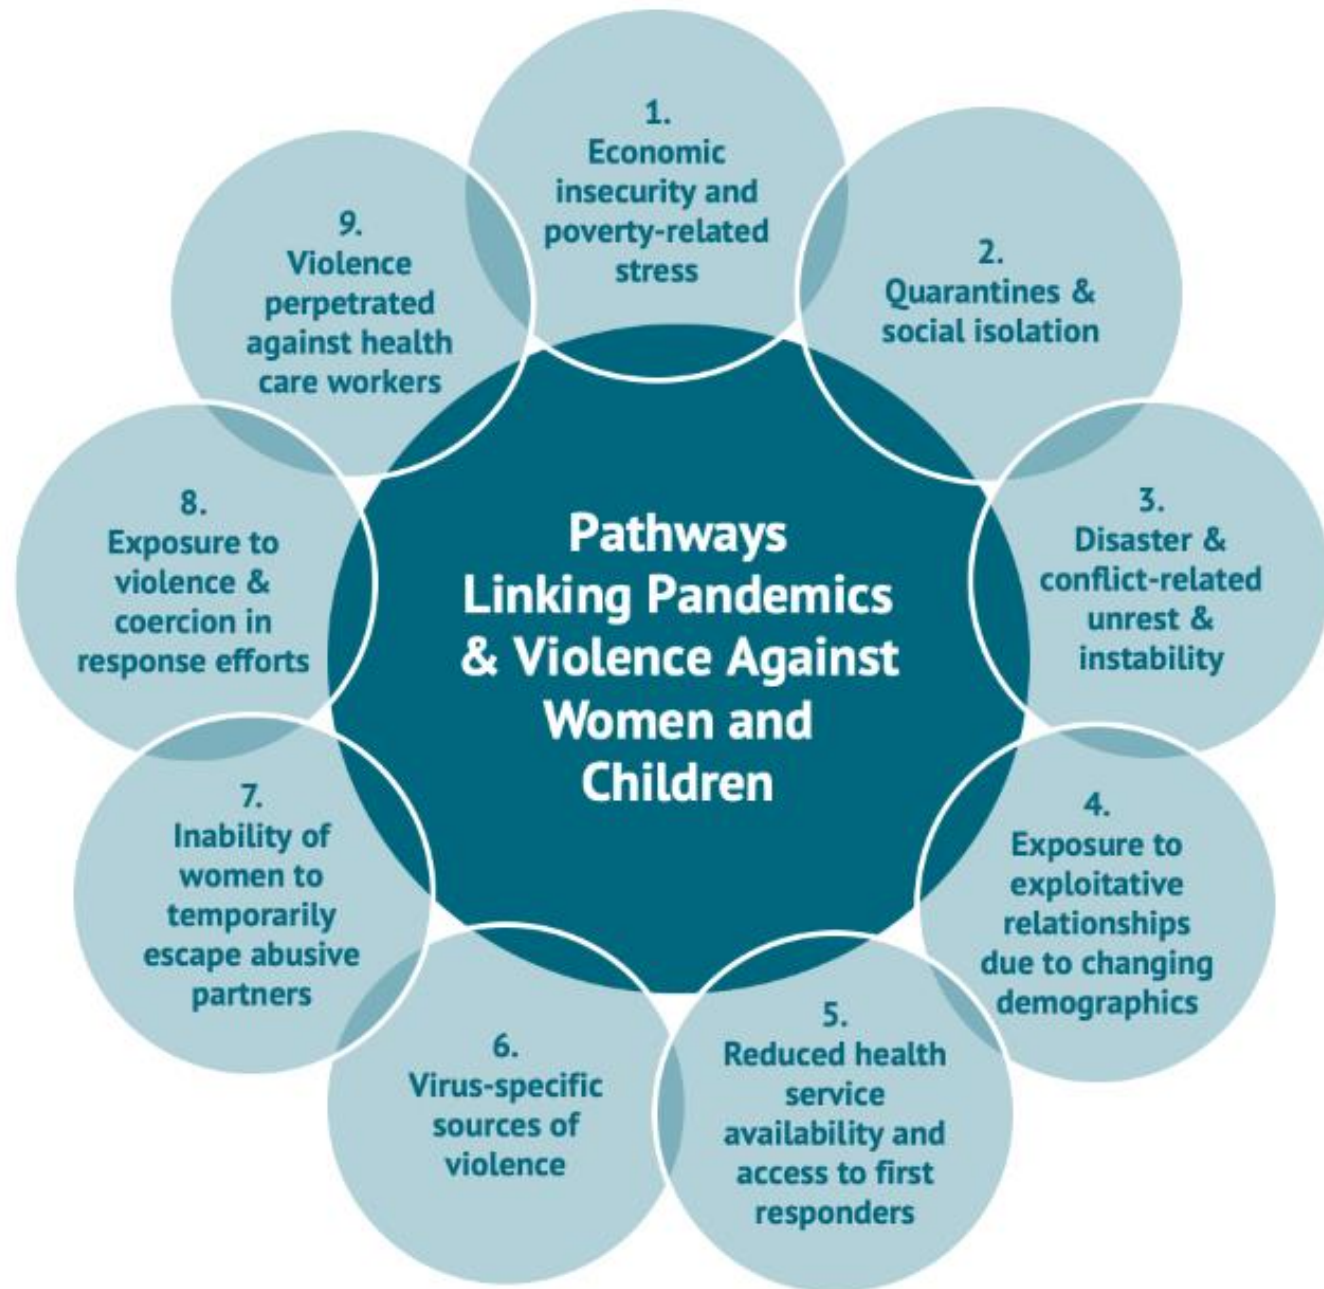 Pathways
Linking Pandemics
& Violence Against
Women and
Children
1.
Economic
insecurity and
poverty-related
stress
2.
Quarantines &
social isolation
3.
Disaster &
conflict-related
unrest &
instability
4.
Exposure to
exploitative
relationships
due to changing
demographics
5.
Reduced health
service
availability and
access to first
responders
6.
Virus-specific
sources of
violence
7.
Inability of
women to
temporarily
escape abusive
partners
8.
Exposure to
violence &
coercion in
response efforts
9.
Violence
perpetrated
against health
care workers